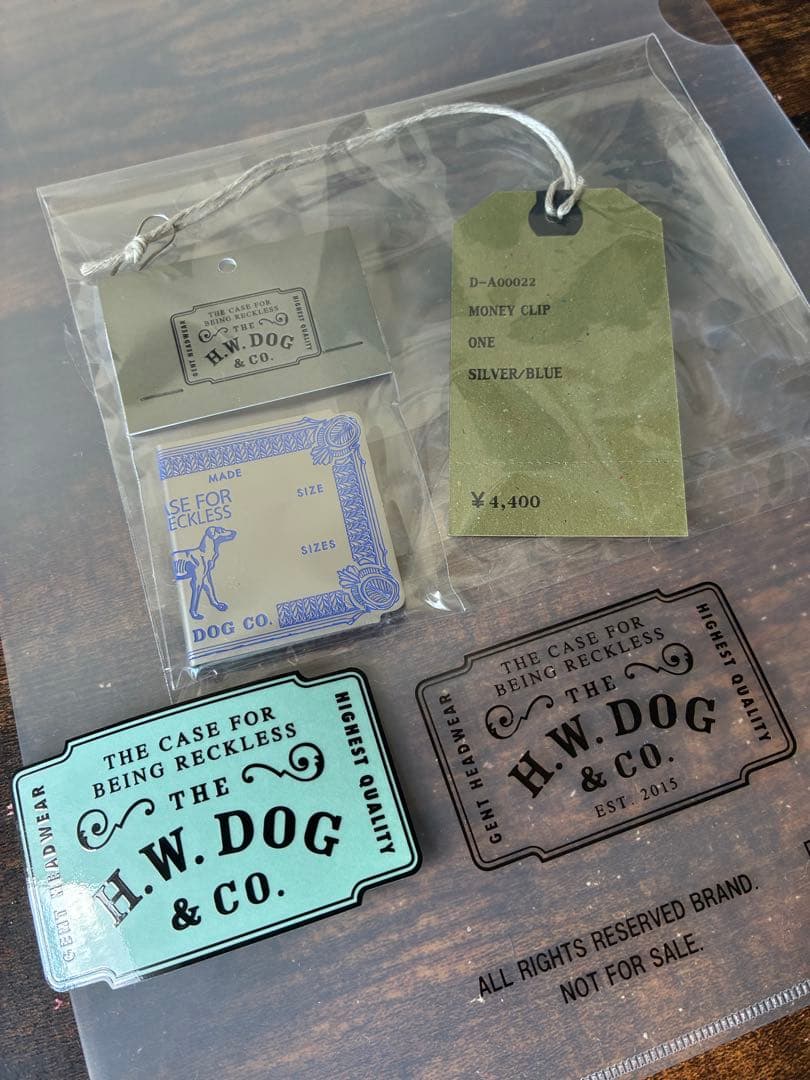 THE CASE FOR
BEING RECKLESS
THE
H.W. DOG
& CO.
GENT HEADWEAR
HIGHEST QUALITY
D-A00022
MONEY CLIP
ONE
SILVER/BLUE
¥4,400
MADE
SIZE
ASE FOR
ECKLESS
SIZES
DOG CO.
THE CASE FOR
BEING RECKLESS
THE
H.W. DOG
& CO.
GENT HEADWEAR
HIGHEST QUALITY
THE CASE FOR
BEING RECKLESS
THE
H.W. DOG
& CO.
EST. 2015
GENT HEADWEAR
HIGHEST QUALITY
ALL RIGHTS RESERVED BRAND.
NOT FOR SALE.